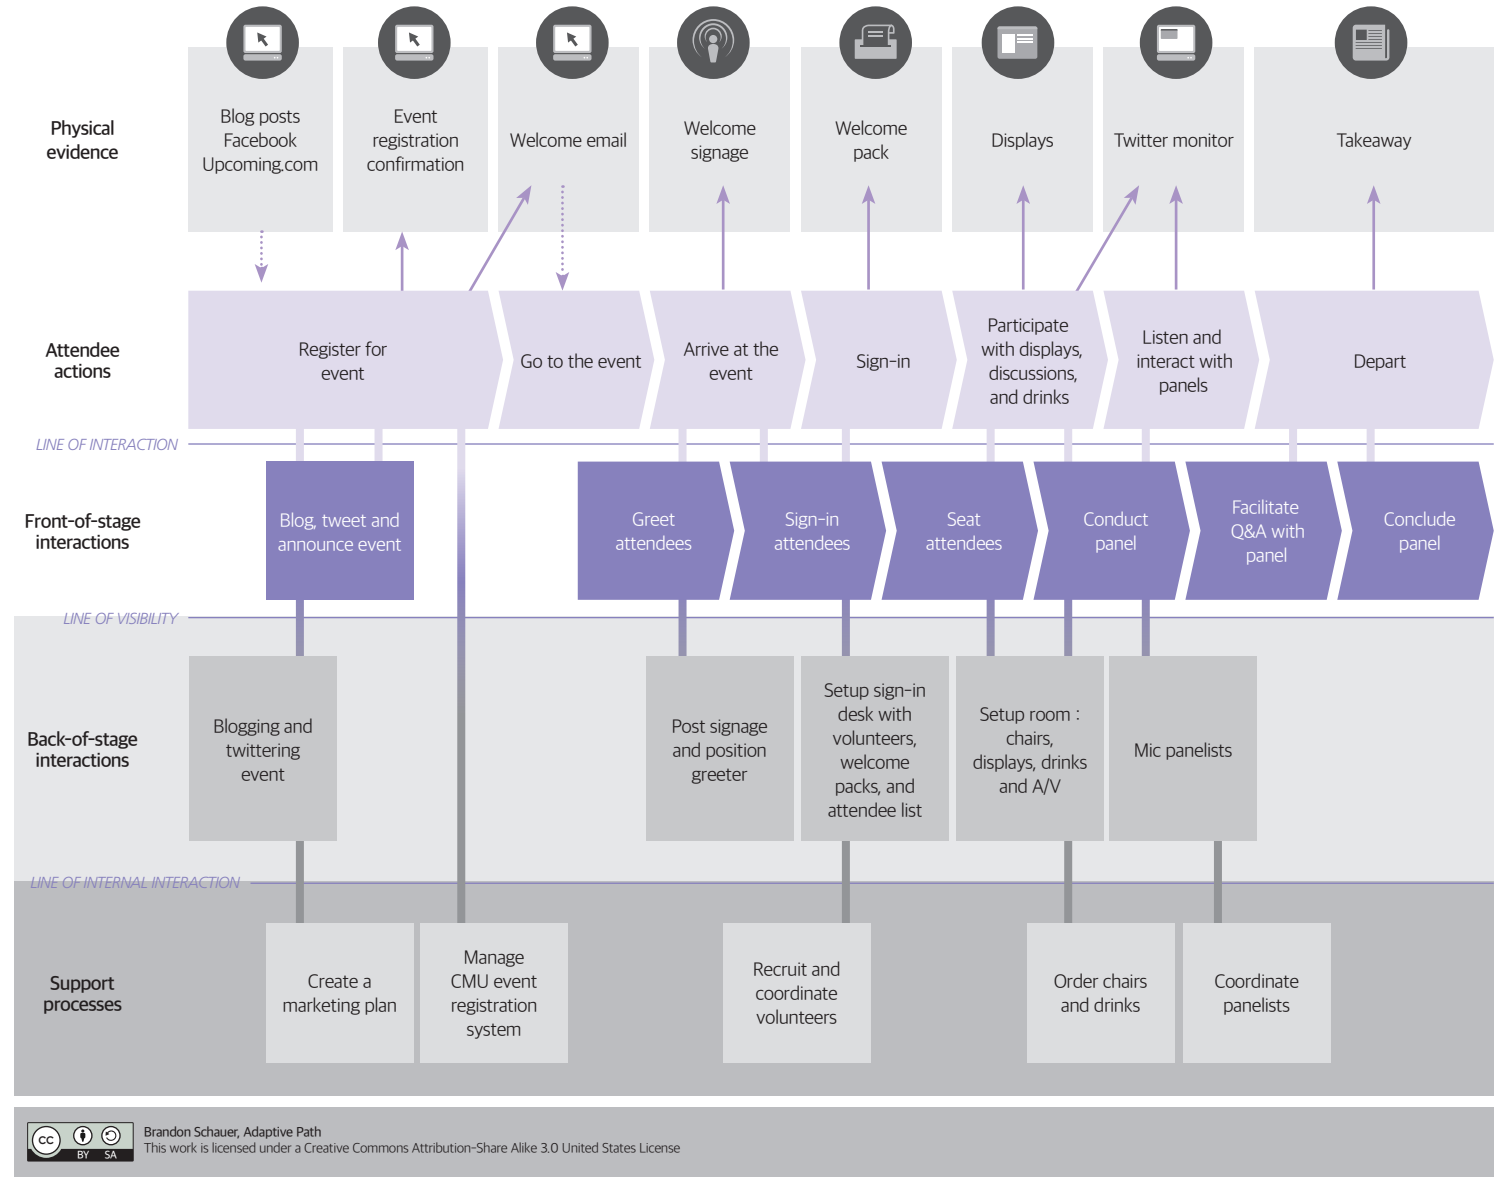 Physical
evidence
Blog posts
Facebook
Upcoming.com
Event
registration
confirmation
Welcome email
Welcome
signage
Welcome
pack
Displays
Twitter monitor
Takeaway
Attendee
actions
Register for
event
Go to the event
Arrive at the
event
Sign-in
Participate
with displays,
discussions,
and drinks
Listen and
interact with
panels
Depart
LINE OF INTERACTION
Front-of-stage
interactions
Blog, tweet and
announce event
Greet
attendees
Sign-in
attendees
Seat
attendees
Conduct
panel
Facilitate
Q&A with
panel
Conclude
panel
LINE OF VISIBILITY
Back-of-stage
interactions
Blogging and
twittering
event
Post signage
and position
greeter
Setup sign-in
desk with
volunteers,
welcome
packs, and
attendee list
Setup room :
chairs,
displays, drinks
and A/V
Mic panelists
LINE OF INTERNAL INTERACTION
Support
processes
Create a
marketing plan
Manage
CMU event
registration
system
Recruit and
coordinate
volunteers
Order chairs
and drinks
Coordinate
panelists
cc
BY SA
Brandon Schauer, Adaptive Path
This work is licensed under a Creative Commons Attribution-Share Alike 3.0 United States License